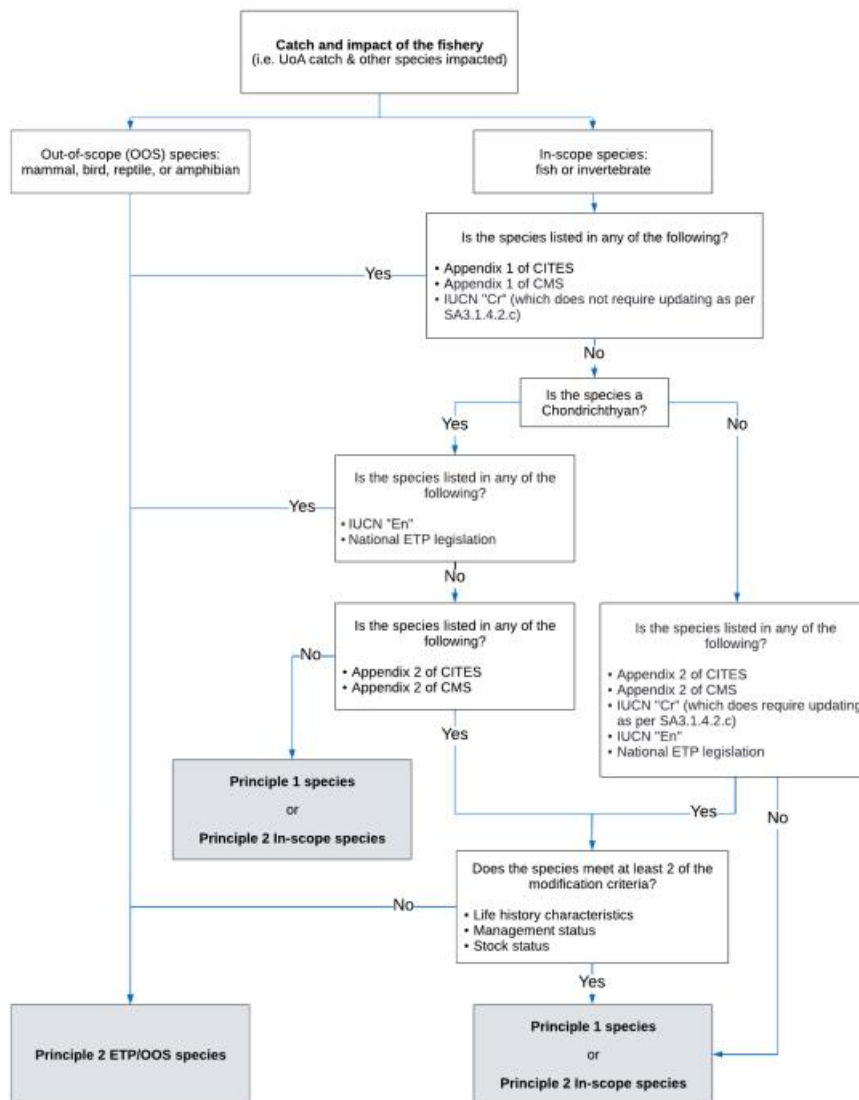 Catch and impact of the fishery
(i.e. UoA catch & other species impacted)
Out-of-scope (OOS) species:
mammal, bird, reptile, or amphibian
In-scope species:
fish or invertebrate
Is the species listed in any of the following?
• Appendix 1 of CITES
• Appendix 1 of CMS
• IUCN "Cr" (which does not require updating as per
SA3.1.4.2.c)
Yes
No
Is the species a
Chondrichthyan?
Yes
No
Is the species listed in any of the
following?
• IUCN "En"
• National ETP legislation
Yes
No
Is the species listed in any of the
following?
• Appendix 2 of CITES
• Appendix 2 of CMS
No
Yes
Is the species listed in any of the
following?
• Appendix 2 of CITES
• Appendix 2 of CMS
• IUCN "Cr" (which does require updating
as per SA3.1.4.2.c)
• IUCN "En"
• National ETP legislation
Yes
No
Principle 1 species
or
Principle 2 In-scope species
Does the species meet at least 2 of the
modification criteria?
• Life history characteristics
• Management status
• Stock status
No
Yes
Principle 2 ETP/OOS species
Principle 1 species
or
Principle 2 In-scope species